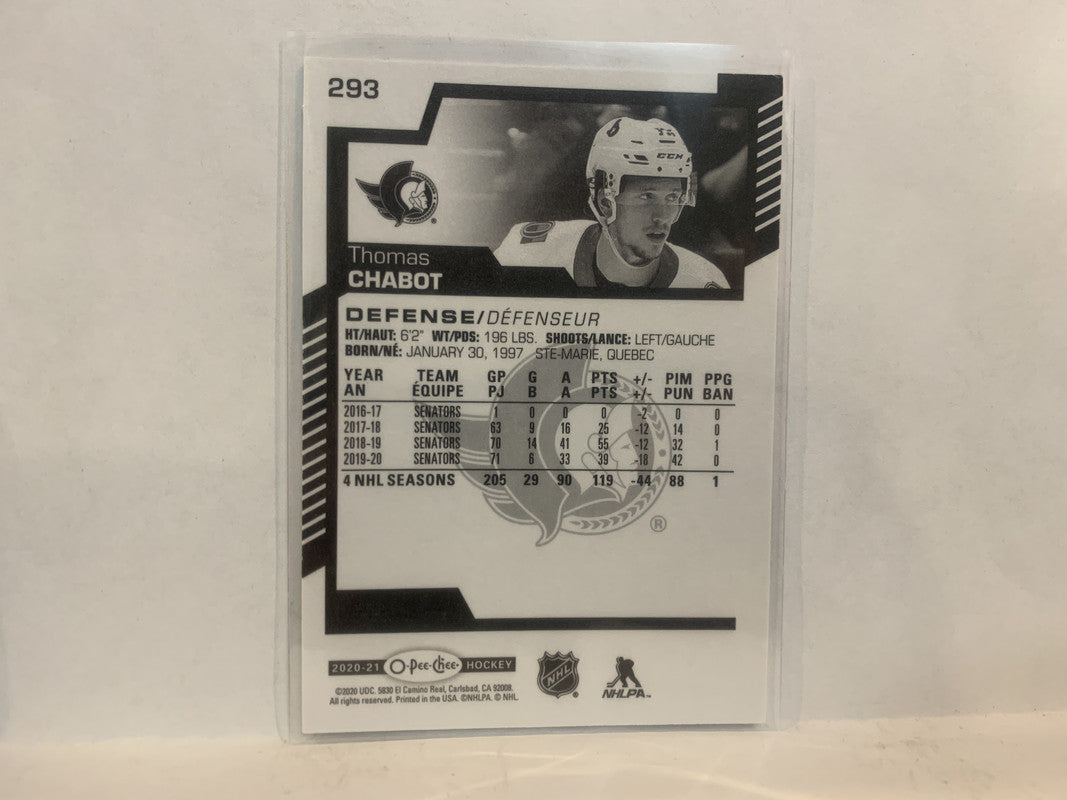 293
CCM
Thomas
CHABOT
DEFENSE/DÉFENSEUR
HT/HAUT: 6'2" WT/PDS: 196 LBS. SHOOTS/LANCE: LEFT/GAUCHE
BORN/NÉ: JANUARY 30, 1997 STE-MARIE, QUEBEC
YEAR TEAM GP G A PTS +/- PIM PPG
AN ÉQUIPE PJ B A PTS +/- PUN BAN
2016-17 SENATORS 1 0 0 0 -2 0 0
2017-18 SENATORS 63 9 16 25 -12 14 0
2018-19 SENATORS 70 14 41 55 -12 32 1
2019-20 SENATORS 71 6 33 39 -18 42 0
4 NHL SEASONS 205 29 90 119 -44 88 1
®
2020-21 O-Pee-Chee HOCKEY
NHL ®
NHLPA™
©2020 UDC. 5830 El Camino Real, Carlsbad, CA 92008.
All rights reserved. Printed in the USA. ©NHLPA. © NHL.